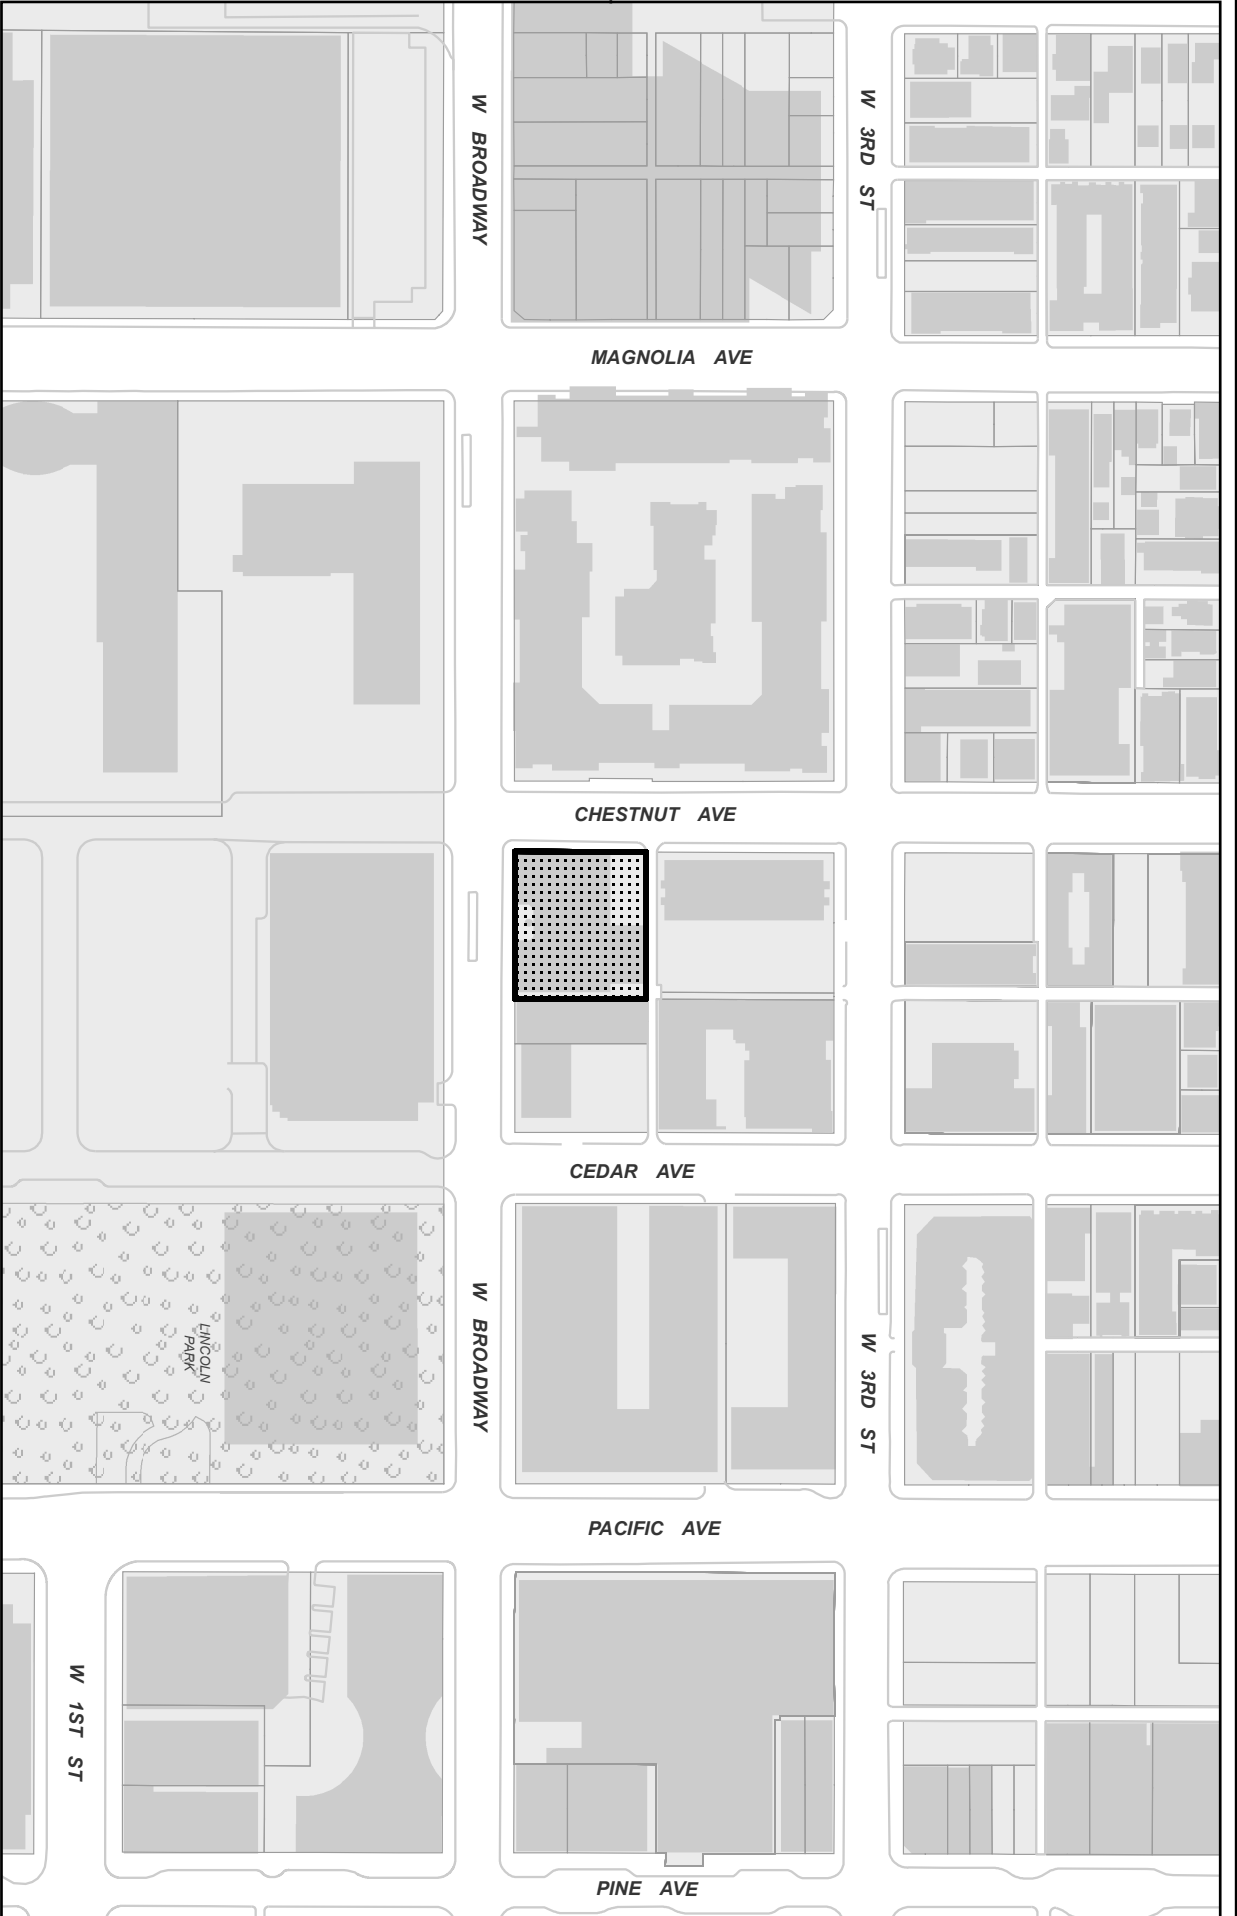 W BROADWAY
W 3RD ST
MAGNOLIA AVE
CHESTNUT AVE
CEDAR AVE
LINCOLN
PARK
W BROADWAY
W 3RD ST
PACIFIC AVE
W 1ST ST
PINE AVE